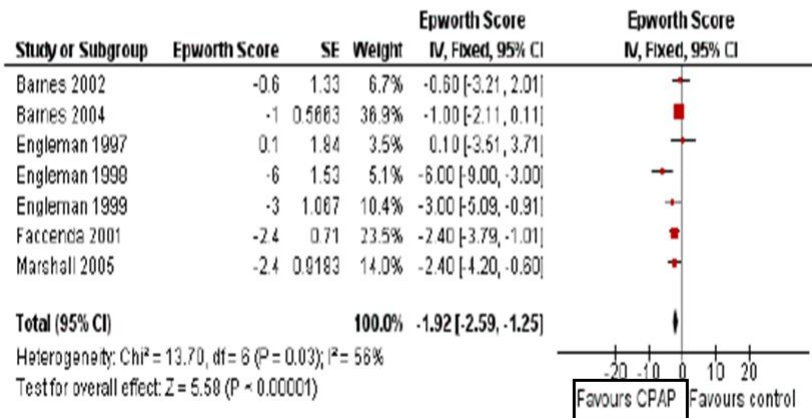 Epworth Score Epworth Score
Study or Subgroup Epworth Score SE Weight IV, Fixed, 95% CI IV, Fixed, 95% CI
Barnes 2002 -0.6 1.33 6.7% -0.60 [-3.21, 2.01]
Barnes 2004 -1 0.5663 36.9% -1.00 [-2.11, 0.11]
Engleman 1997 0.1 1.84 3.5% 0.10 [-3.51, 3.71]
Engleman 1998 -6 1.53 5.1% -6.00 [-9.00, -3.00]
Engleman 1999 -3 1.067 10.4% -3.00 [-5.09, -0.91]
Faccenda 2001 -2.4 0.71 23.5% -2.40 [-3.79, -1.01]
Marshall 2005 -2.4 0.9183 14.0% -2.40 [-4.20, -0.60]
Total (95% CI) 100.0% -1.92 [-2.59, -1.25]
Heterogeneity: Chi² = 13.70, df = 6 (P = 0.03); I² = 56%
Test for overall effect: Z = 5.58 (P < 0.00001)
-20 -10 0 10 20
Favours CPAP Favours control